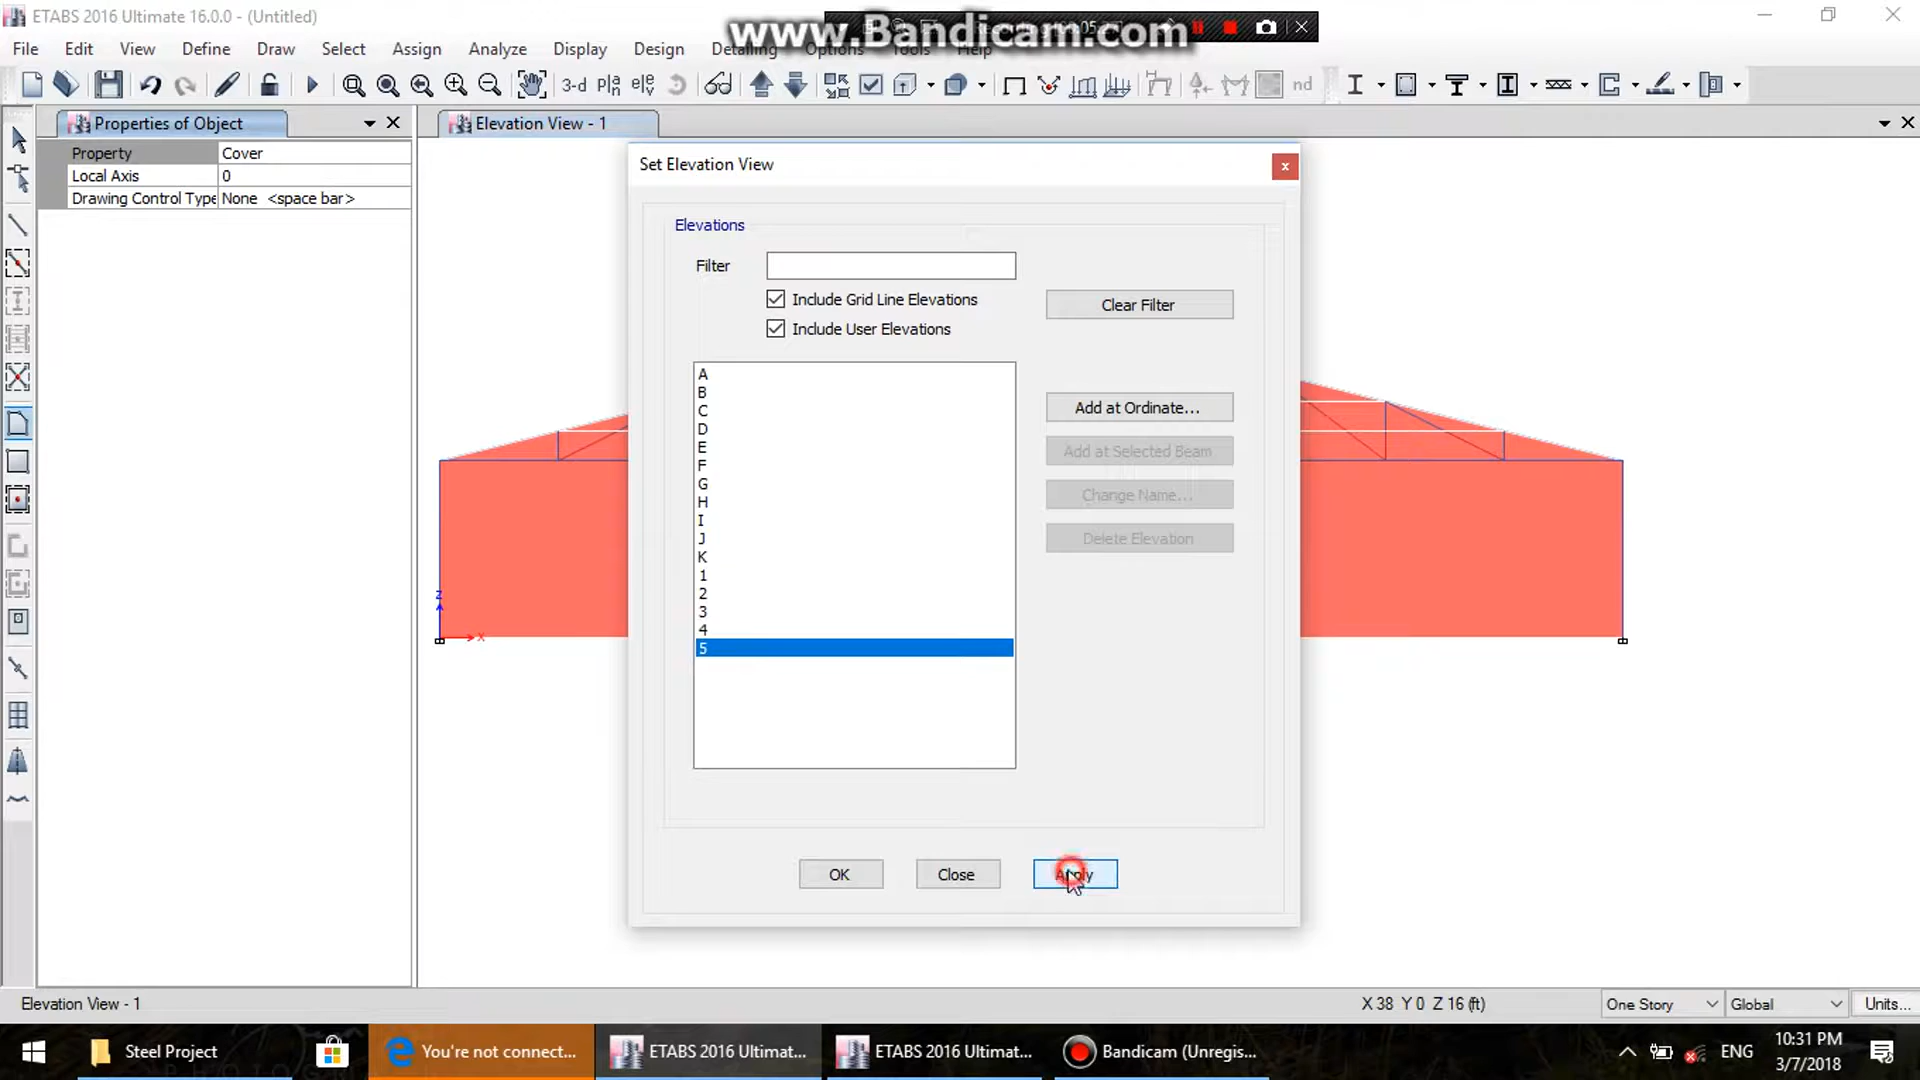 ETABS 2016 Ultimate 16.0.0 - (Untitled)
www.Bandicam.com
File Edit View Define Draw Select Assign Analyze Display Design Detailing Options Tools Help
3-d pla ele nd
Properties of Object
Elevation View - 1
Property Cover
Local Axis 0
Drawing Control Type None <space bar>
Set Elevation View
Elevations
Filter
Include Grid Line Elevations
Include User Elevations
Clear Filter
A
B
C
D
E
F
G
H
I
J
K
1
2
3
4
5
Add at Ordinate...
Add at Selected Beam
Change Name...
Delete Elevation
OK Close Apply
Z
X
Elevation View - 1
X 38 Y 0 Z 16 (ft)
One Story
Global
Units...
Steel Project
You're not connect...
ETABS 2016 Ultimat...
ETABS 2016 Ultimat...
Bandicam (Unregis...
ENG
10:31 PM
3/7/2018